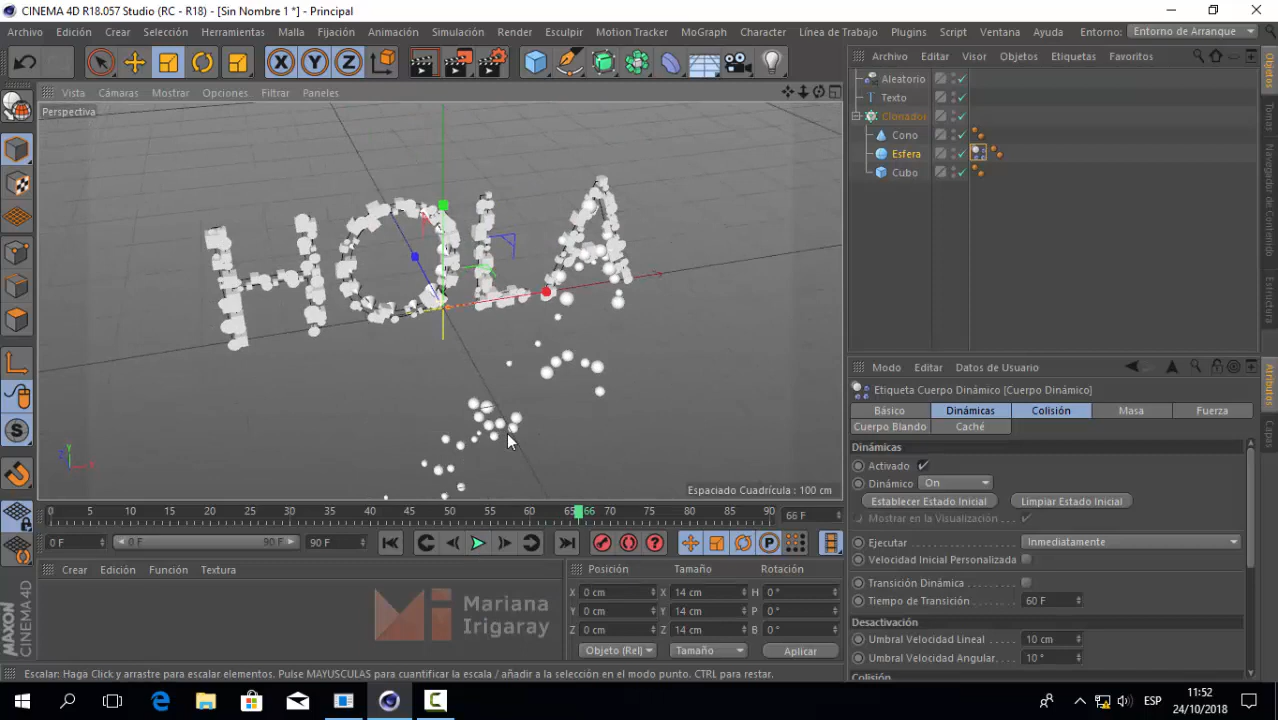 CINEMA 4D R18.057 Studio (RC - R18) - [Sin Nombre 1 *] - Principal
Archivo Edición Crear Selección Herramientas Malla Fijación Animación Simulación Render Esculpir Motion Tracker MoGraph Character Línea de Trabajo Plugins Script Ventana Ayuda Entorno: Entorno de Arranque
X Y Z
Archivo Editar Visor Objetos Etiquetas Favoritos
Vista Cámaras Mostrar Opciones Filtrar Paneles
Perspectiva
Aleatorio
Texto
Clonador
Cono
Esfera
Cubo
Objetos
Tomas
Navegador de Contenido
Estructura
HOLA
Y
Z X
Espaciado Cuadrícula : 100 cm
0 5 10 15 20 25 30 35 40 45 50 55 60 65 66 70 75 80 85 90 66 F
0 F 0 F 90 F 90 F
Crear Edición Función Textura
Mariana
Irigaray
MAXON
CINEMA 4D
Posición Tamaño Rotación
X 0 cm X 14 cm H 0 °
Y 0 cm Y 14 cm P 0 °
Z 0 cm Z 14 cm B 0 °
Objeto (Rel) Tamaño Aplicar
Modo Editar Datos de Usuario
Etiqueta Cuerpo Dinámico [Cuerpo Dinámico]
Básico Dinámicas Colisión Masa Fuerza
Cuerpo Blando Caché
Dinámicas
Activado
Dinámico On
Establecer Estado Inicial Limpiar Estado Inicial
Mostrar en la Visualización
Ejecutar Inmediatamente
Velocidad Inicial Personalizada
Transición Dinámica
Tiempo de Transición 60 F
Desactivación
Umbral Velocidad Lineal 10 cm
Umbral Velocidad Angular 10 °
Colisión
Atributos
Capas
Escalar: Haga Click y arrastre para escalar elementos. Pulse MAYUSCULAS para cuantificar la escala / añadir a la selección en el modo punto. CTRL para restar.
ESP
11:52
24/10/2018